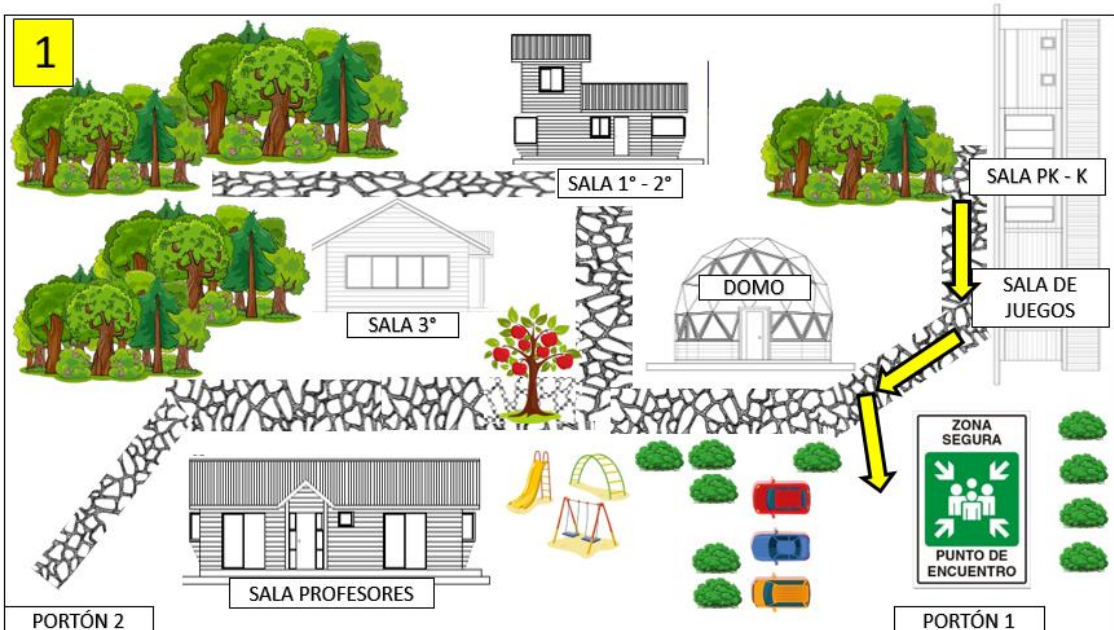 1
SALA 1° - 2°
SALA PK - K
DOMO
SALA DE
JUEGOS
SALA 3°
ZONA
SEGURA
PUNTO DE
ENCUENTRO
SALA PROFESORES
PORTÓN 2
PORTÓN 1